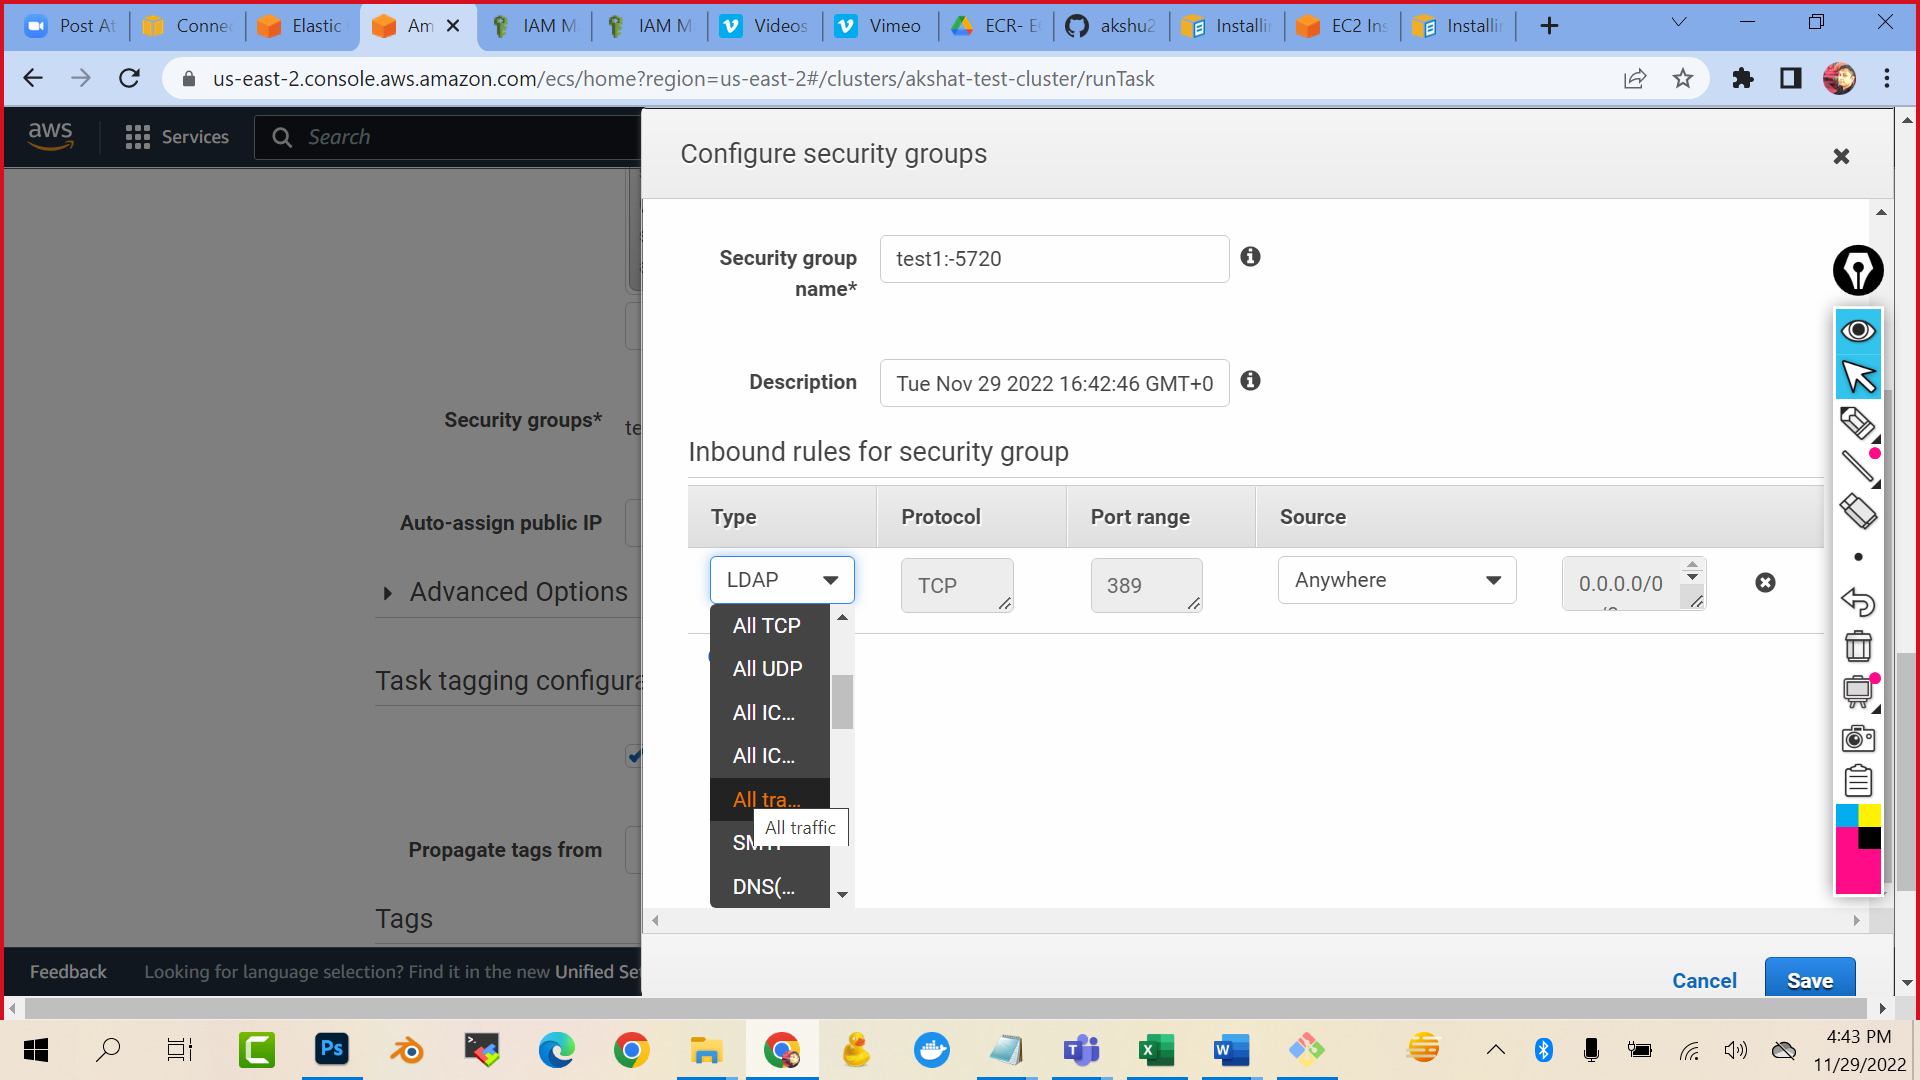 Post At
Connec
Elastic
Am
IAM M
IAM M
Videos
Vimeo
ECR- E
akshu2
Installin
EC2 Ins
Installin
us-east-2.console.aws.amazon.com/ecs/home?region=us-east-2#/clusters/akshat-test-cluster/runTask
aws
Services
Search
Configure security groups
Security group
name*
test1:-5720
Description
Tue Nov 29 2022 16:42:46 GMT+0
Security groups*
te
Inbound rules for security group
Auto-assign public IP
Type
Protocol
Port range
Source
LDAP
TCP
389
Anywhere
0.0.0.0/0
Advanced Options
All TCP
All UDP
Task tagging configura
All IC...
All IC...
All tra...
All traffic
Propagate tags from
DNS(...
Tags
Feedback
Looking for language selection? Find it in the new Unified Se
Cancel
Save
Ps
4:43 PM
11/29/2022